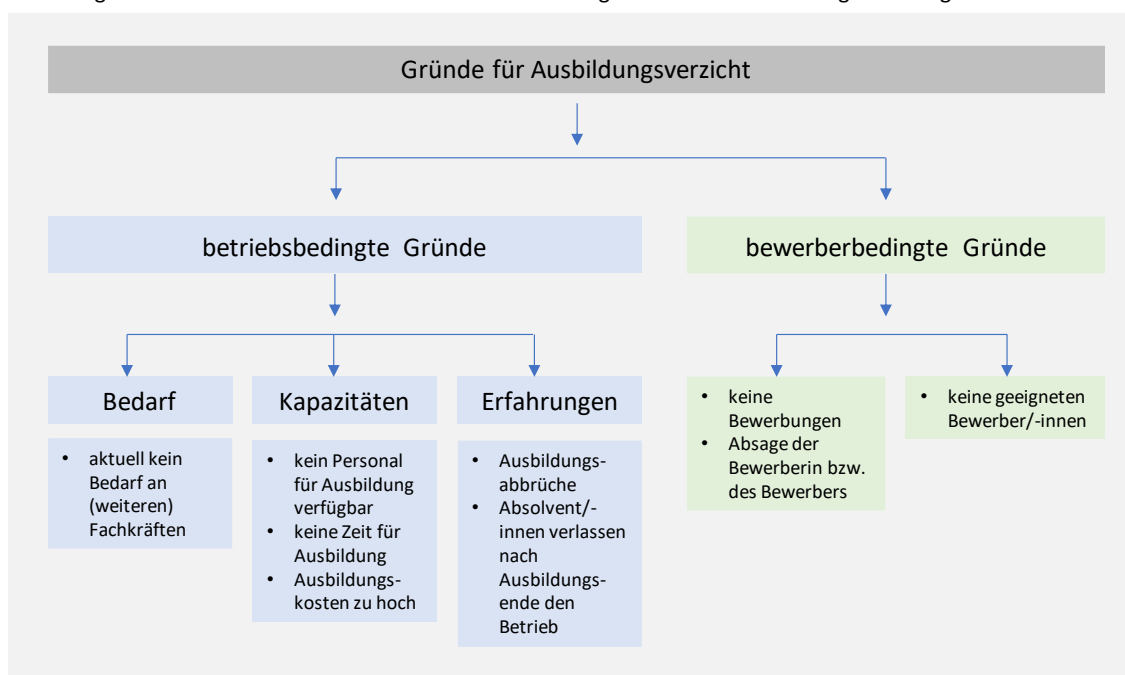 Gründe für Ausbildungsverzicht
betriebsbedingte Gründe
bewerberbedingte Gründe
Bedarf
• aktuell kein
Bedarf an
(weiteren)
Fachkräften
Kapazitäten
• kein Personal
für Ausbildung
verfügbar
• keine Zeit für
Ausbildung
• Ausbildungs-
kosten zu hoch
Erfahrungen
• Ausbildungs-
abbrüche
• Absolvent/-
innen verlassen
nach
Ausbildungs-
ende den
Betrieb
• keine
Bewerbungen
• Absage der
Bewerberin bzw.
des Bewerbers
• keine geeigneten
Bewerber/-innen